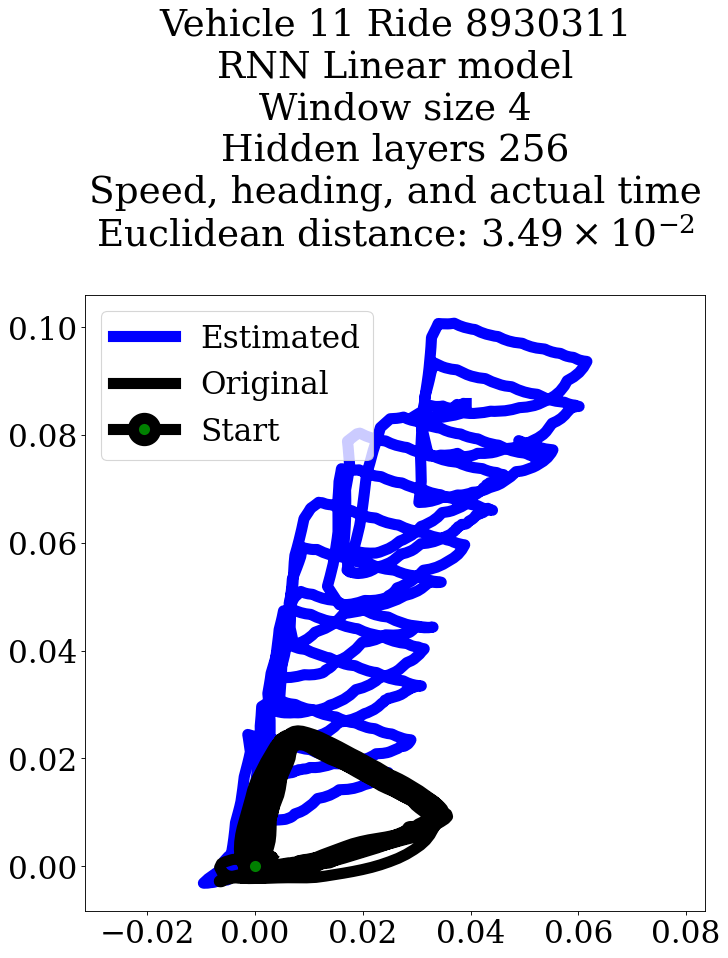 Vehicle 11 Ride 8930311
RNN Linear model
Window size 4
Hidden layers 256
Speed, heading, and actual time
Euclidean distance: 3.49 × 10⁻²
Estimated
Original
Start
0.10
0.08
0.06
0.04
0.02
0.00
−0.02 0.00 0.02 0.04 0.06 0.08